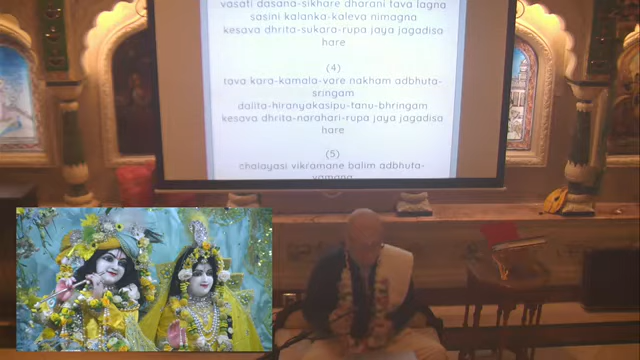 vasati dasana-sikhare dharani tava lagna
sasini kalanka-kaleva nimagna
kesava dhrita-sukara-rupa jaya jagadisa
hare
(4)
tava kara-kamala-vare nakham adbhuta-
sringam
dalita-hiranyakasipu-tanu-bhringam
kesava dhrita-narahari-rupa jaya jagadisa
hare
(5)
chalayasi vikramane balim adbhuta-
vamana